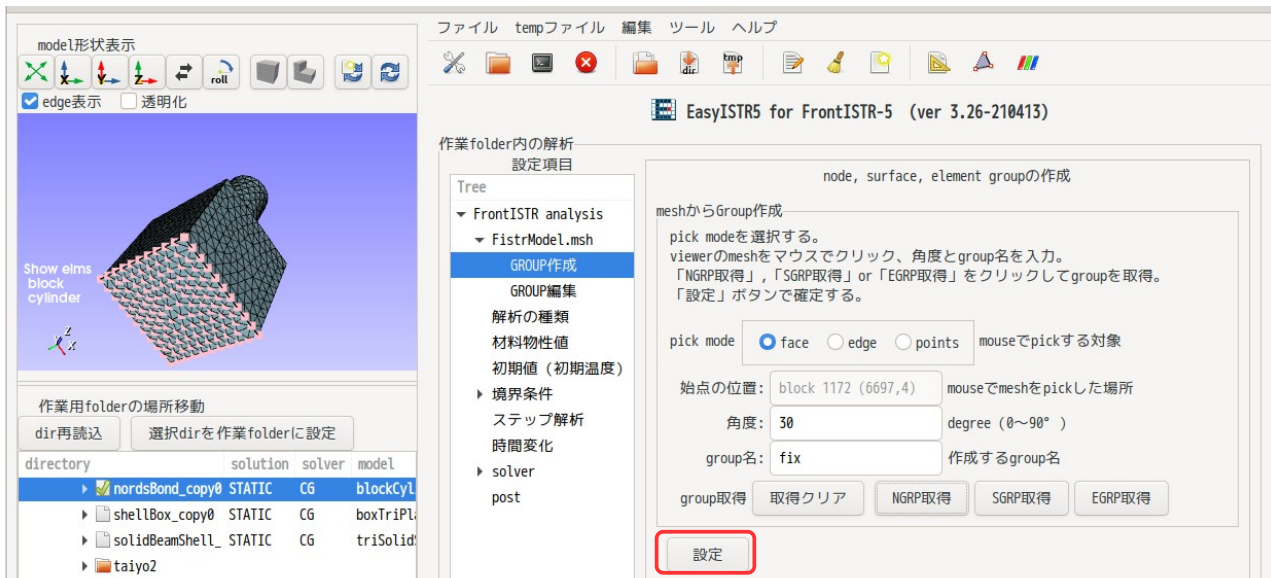 model形状表示
roll
edge表示
透明化
Show elms
block
cylinder
作業用folderの場所移動
dir再読込
選択dirを作業folderに設定
directory solution solver model
nordsBond_copy0 STATIC CG blockCyl
shellBox_copy0 STATIC CG boxTriPl
solidBeamShell_ STATIC CG triSolid
taiyo2
ファイル tempファイル 編集 ツール ヘルプ
dir
tmp
EasyISTR5 for FrontISTR-5 (ver 3.26-210413)
作業folder内の解析
設定項目
Tree
FrontISTR analysis
FistrModel.msh
GROUP作成
GROUP編集
解析の種類
材料物性値
初期値（初期温度）
境界条件
ステップ解析
時間変化
solver
post
node, surface, element groupの作成
meshからGroup作成
pick modeを選択する。
viewerのmeshをマウスでクリック、角度とgroup名を入力。
「NGRP取得」,「SGRP取得」or「EGRP取得」をクリックしてgroupを取得。
「設定」ボタンで確定する。
pick mode face edge points mouseでpickする対象
始点の位置: block 1172 (6697,4) mouseでmeshをpickした場所
角度: 30 degree (0〜90° )
group名: fix 作成するgroup名
group取得 取得クリア NGRP取得 SGRP取得 EGRP取得
設定